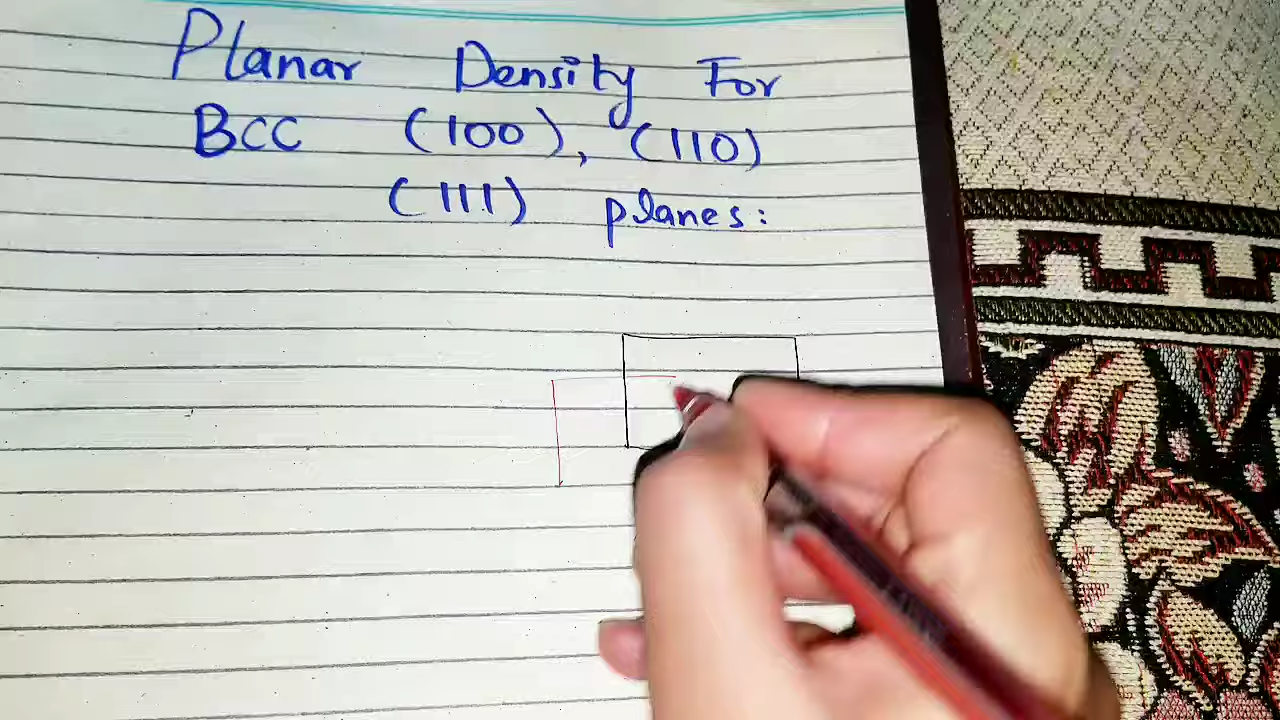 Planar Density For
BCC (100), (110)
(111) planes: